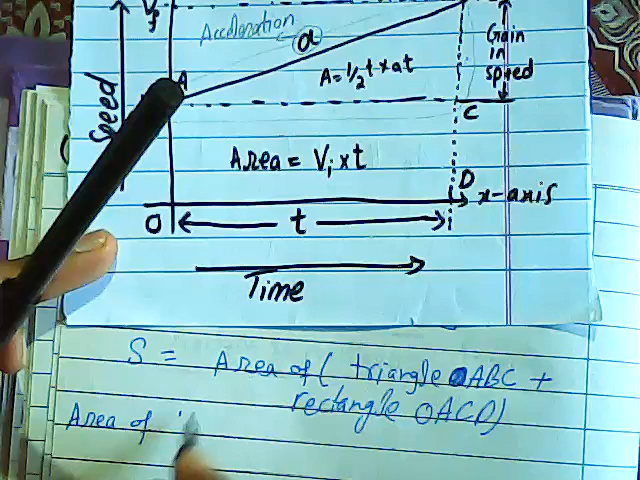 Vf
Acceleration
a
Gain
in
speed
A
A=1/2 t x at
Speed
C
Area = Vi x t
D
x-axis
O
t
Time
S = Area of ( triangle ABC +
rectangle OACD)
Area of